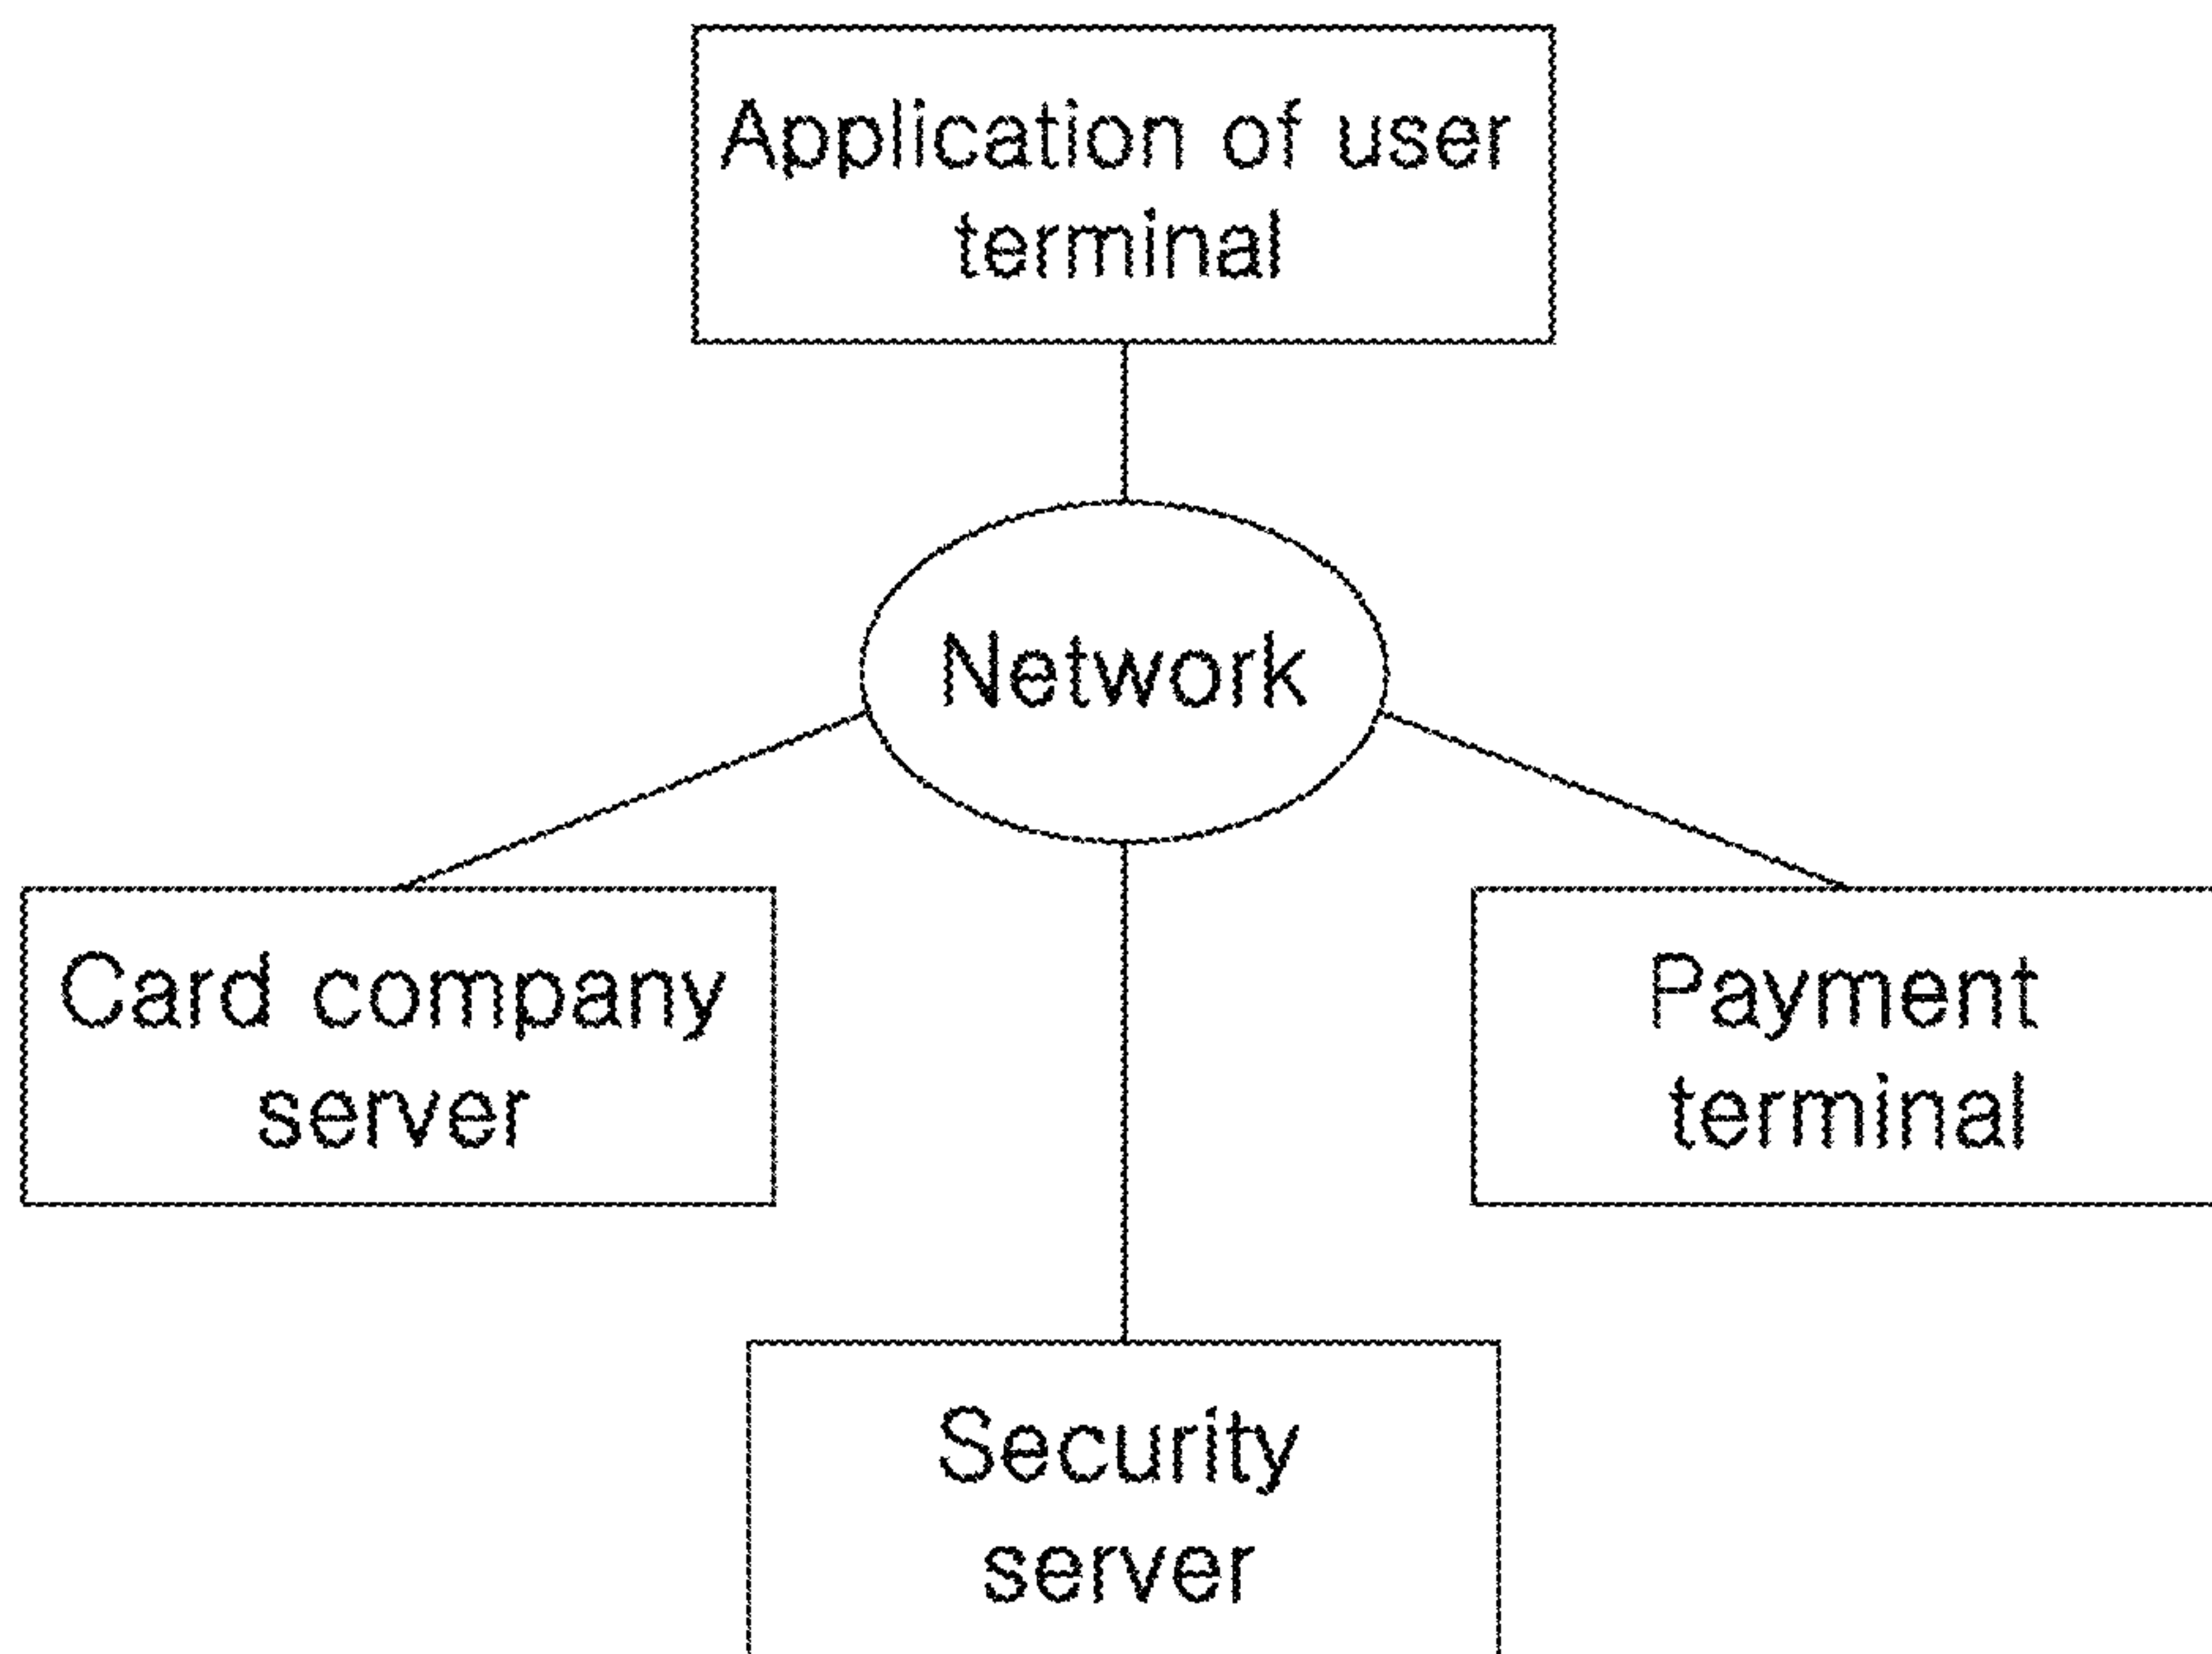 Application of user
terminal
Network
Card company
server
Payment
terminal
Security
server